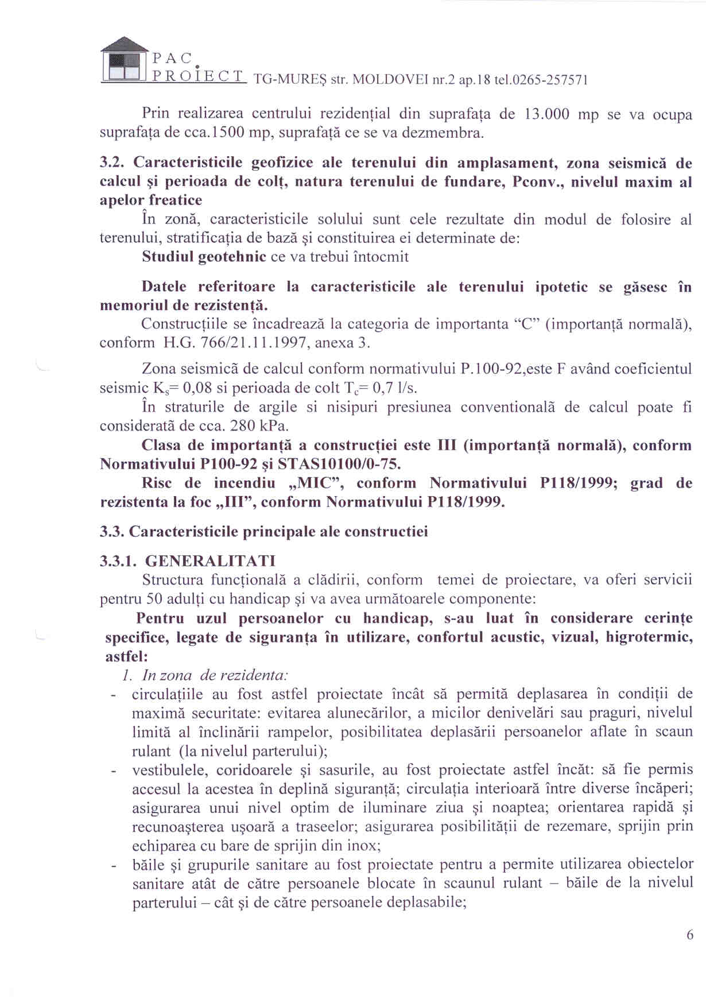 PAC
PROIECT TG-MUREŞ str. MOLDOVEI nr.2 ap.18 tel.0265-257571
Prin realizarea centrului rezidenţial din suprafaţa de 13.000 mp se va ocupa
suprafaţa de cca.1500 mp, suprafaţă ce se va dezmembra.
3.2. Caracteristicile geofizice ale terenului din amplasament, zona seismică de
calcul şi perioada de colţ, natura terenului de fundare, Pconv., nivelul maxim al
apelor freatice
În zonă, caracteristicile solului sunt cele rezultate din modul de folosire al
terenului, stratificaţia de bază şi constituirea ei determinate de:
Studiul geotehnic ce va trebui întocmit
Datele referitoare la caracteristicile ale terenului ipotetic se găsesc în
memoriul de rezistenţă.
Construcţiile se încadrează la categoria de importanta “C” (importanţă normală),
conform H.G. 766/21.11.1997, anexa 3.
Zona seismică de calcul conform normativului P.100-92,este F având coeficientul
seismic Ks= 0,08 si perioada de colt Tc= 0,7 l/s.
În straturile de argile si nisipuri presiunea conventională de calcul poate fi
considerată de cca. 280 kPa.
Clasa de importanţă a construcţiei este III (importanţă normală), conform
Normativului P100-92 şi STAS10100/0-75.
Risc de incendiu „MIC”, conform Normativului P118/1999; grad de
rezistenta la foc „III”, conform Normativului P118/1999.
3.3. Caracteristicile principale ale constructiei
3.3.1. GENERALITATI
Structura funcţională a clădirii, conform temei de proiectare, va oferi servicii
pentru 50 adulţi cu handicap şi va avea următoarele componente:
Pentru uzul persoanelor cu handicap, s-au luat în considerare cerinţe
specifice, legate de siguranţa în utilizare, confortul acustic, vizual, higrotermic,
astfel:
1. In zona de rezidenta:
- circulaţiile au fost astfel proiectate încât să permită deplasarea în condiţii de
maximă securitate: evitarea alunecărilor, a micilor denivelări sau praguri, nivelul
limită al înclinării rampelor, posibilitatea deplasării persoanelor aflate în scaun
rulant (la nivelul parterului);
- vestibulele, coridoarele şi sasurile, au fost proiectate astfel încăt: să fie permis
accesul la acestea în deplină siguranţă; circulaţia interioară între diverse încăperi;
asigurarea unui nivel optim de iluminare ziua şi noaptea; orientarea rapidă şi
recunoaşterea uşoară a traseelor; asigurarea posibilităţii de rezemare, sprijin prin
echiparea cu bare de sprijin din inox;
- băile şi grupurile sanitare au fost proiectate pentru a permite utilizarea obiectelor
sanitare atât de către persoanele blocate în scaunul rulant – băile de la nivelul
parterului – cât şi de către persoanele deplasabile;
6